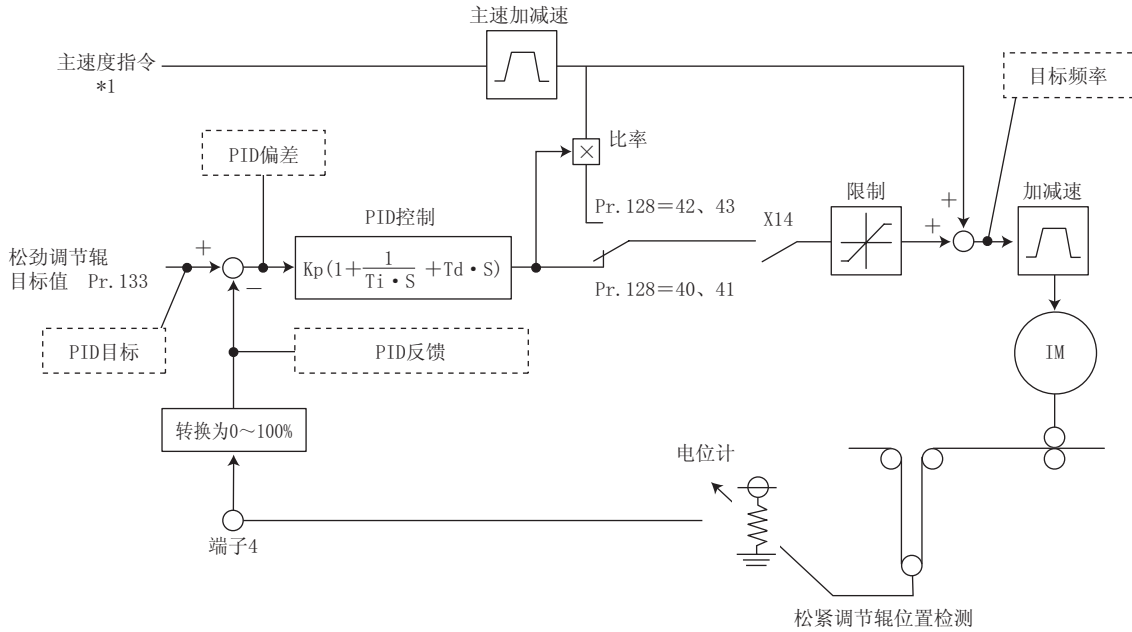 主速加减速
主速度指令
*1
目标频率
比率
PID偏差
Pr.128＝42、43
限制
加减速
PID控制
X14
＋
＋
松劲调节辊
目标值 Pr.133
＋
－
Kp(1+ 1/Ti・S +Td・S)
Pr.128＝40、41
PID目标
PID反馈
IM
转换为0～100%
电位计
端子4
松紧调节辊位置检测